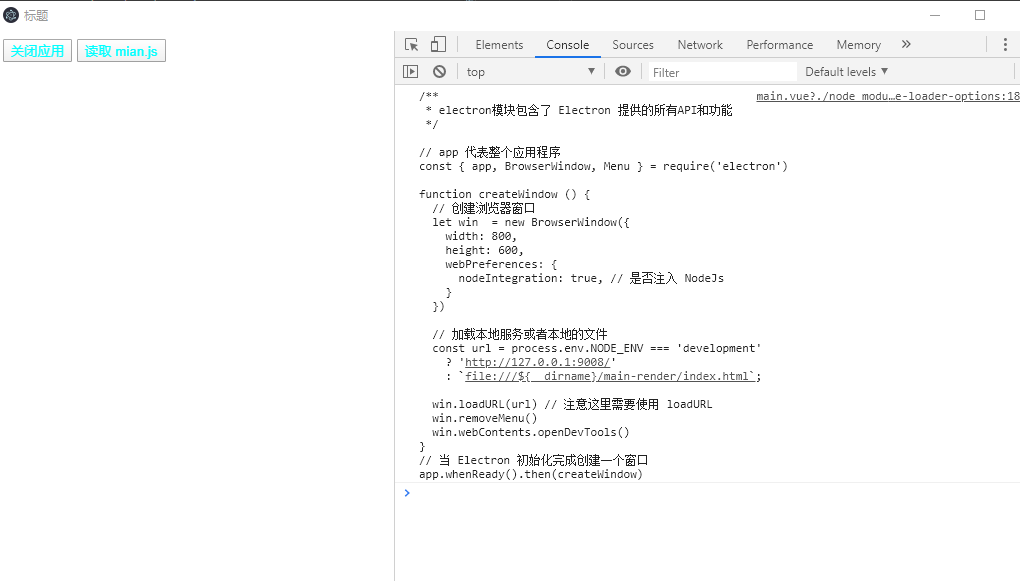 标题
关闭应用 读取 mian.js
Elements Console Sources Network Performance Memory »
top Filter Default levels
main.vue?./node_modu…e-loader-options:18
/**
 * electron模块包含了 Electron 提供的所有API和功能
 */
// app 代表整个应用程序
const { app, BrowserWindow, Menu } = require('electron')
function createWindow () {
  // 创建浏览器窗口
  let win  = new BrowserWindow({
    width: 800,
    height: 600,
    webPreferences: {
      nodeIntegration: true, // 是否注入 NodeJs
    }
  })
  // 加载本地服务或者本地的文件
  const url = process.env.NODE_ENV === 'development'
    ? 'http://127.0.0.1:9008/'
    : `file:///${__dirname}/main-render/index.html`;
  win.loadURL(url) // 注意这里需要使用 loadURL
  win.removeMenu()
  win.webContents.openDevTools()
}
// 当 Electron 初始化完成创建一个窗口
app.whenReady().then(createWindow)